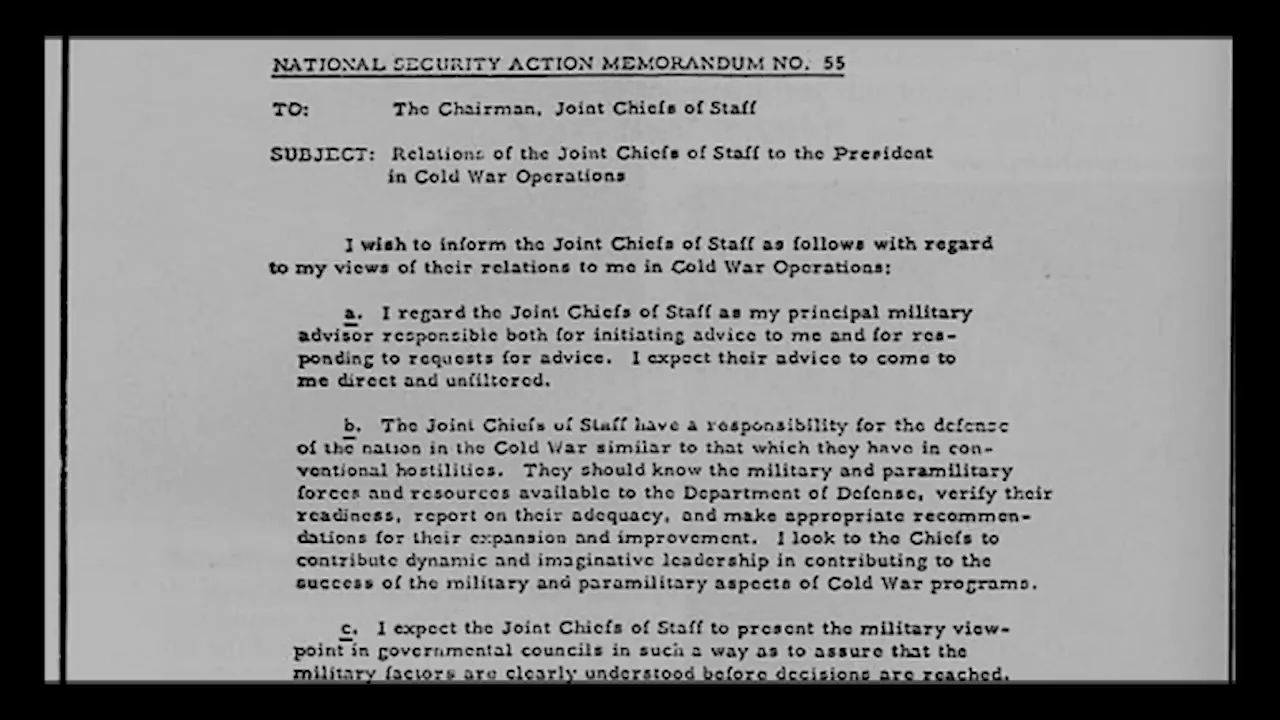 NATIONAL SECURITY ACTION MEMORANDUM NO. 55
TO: The Chairman, Joint Chiefs of Staff
SUBJECT: Relations of the Joint Chiefs of Staff to the President
in Cold War Operations
I wish to inform the Joint Chiefs of Staff as follows with regard
to my views of their relations to me in Cold War Operations:
a. I regard the Joint Chiefs of Staff as my principal military
advisor responsible both for initiating advice to me and for res-
ponding to requests for advice. I expect their advice to come to
me direct and unfiltered.
b. The Joint Chiefs of Staff have a responsibility for the defense
of the nation in the Cold War similar to that which they have in con-
ventional hostilities. They should know the military and paramilitary
forces and resources available to the Department of Defense, verify their
readiness, report on their adequacy, and make appropriate recommen-
dations for their expansion and improvement. I look to the Chiefs to
contribute dynamic and imaginative leadership in contributing to the
success of the military and paramilitary aspects of Cold War programs.
c. I expect the Joint Chiefs of Staff to present the military view-
point in governmental councils in such a way as to assure that the
military factors are clearly understood before decisions are reached.